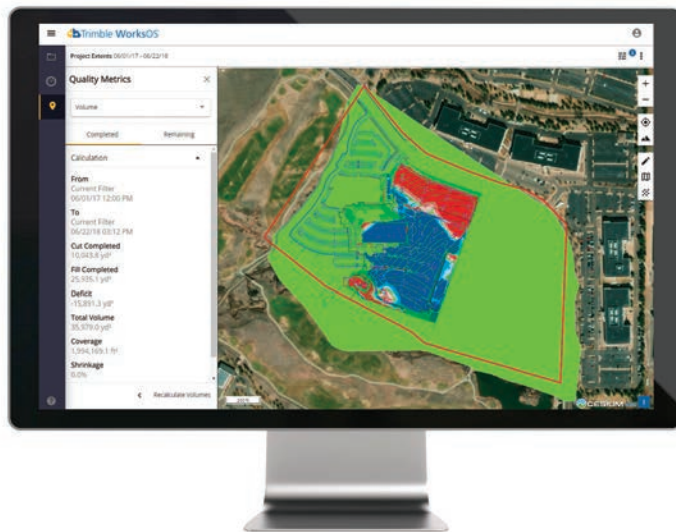 Trimble WorksOS
Project Extents 06/01/17 - 06/22/18
Quality Metrics
Volume
Completed Remaining
Calculation
From
Current Filter
06/01/17 12:00 PM
To
Current Filter
06/22/18 03:12 PM
Cut Completed
10,043.8 yd³
Fill Completed
25,935.1 yd³
Deficit
-15,891.3 yd³
Total Volume
35,979.0 yd³
Coverage
1,994,169.1 ft²
Shrinkage
0.0%
Recalculate Volumes
CESIUM